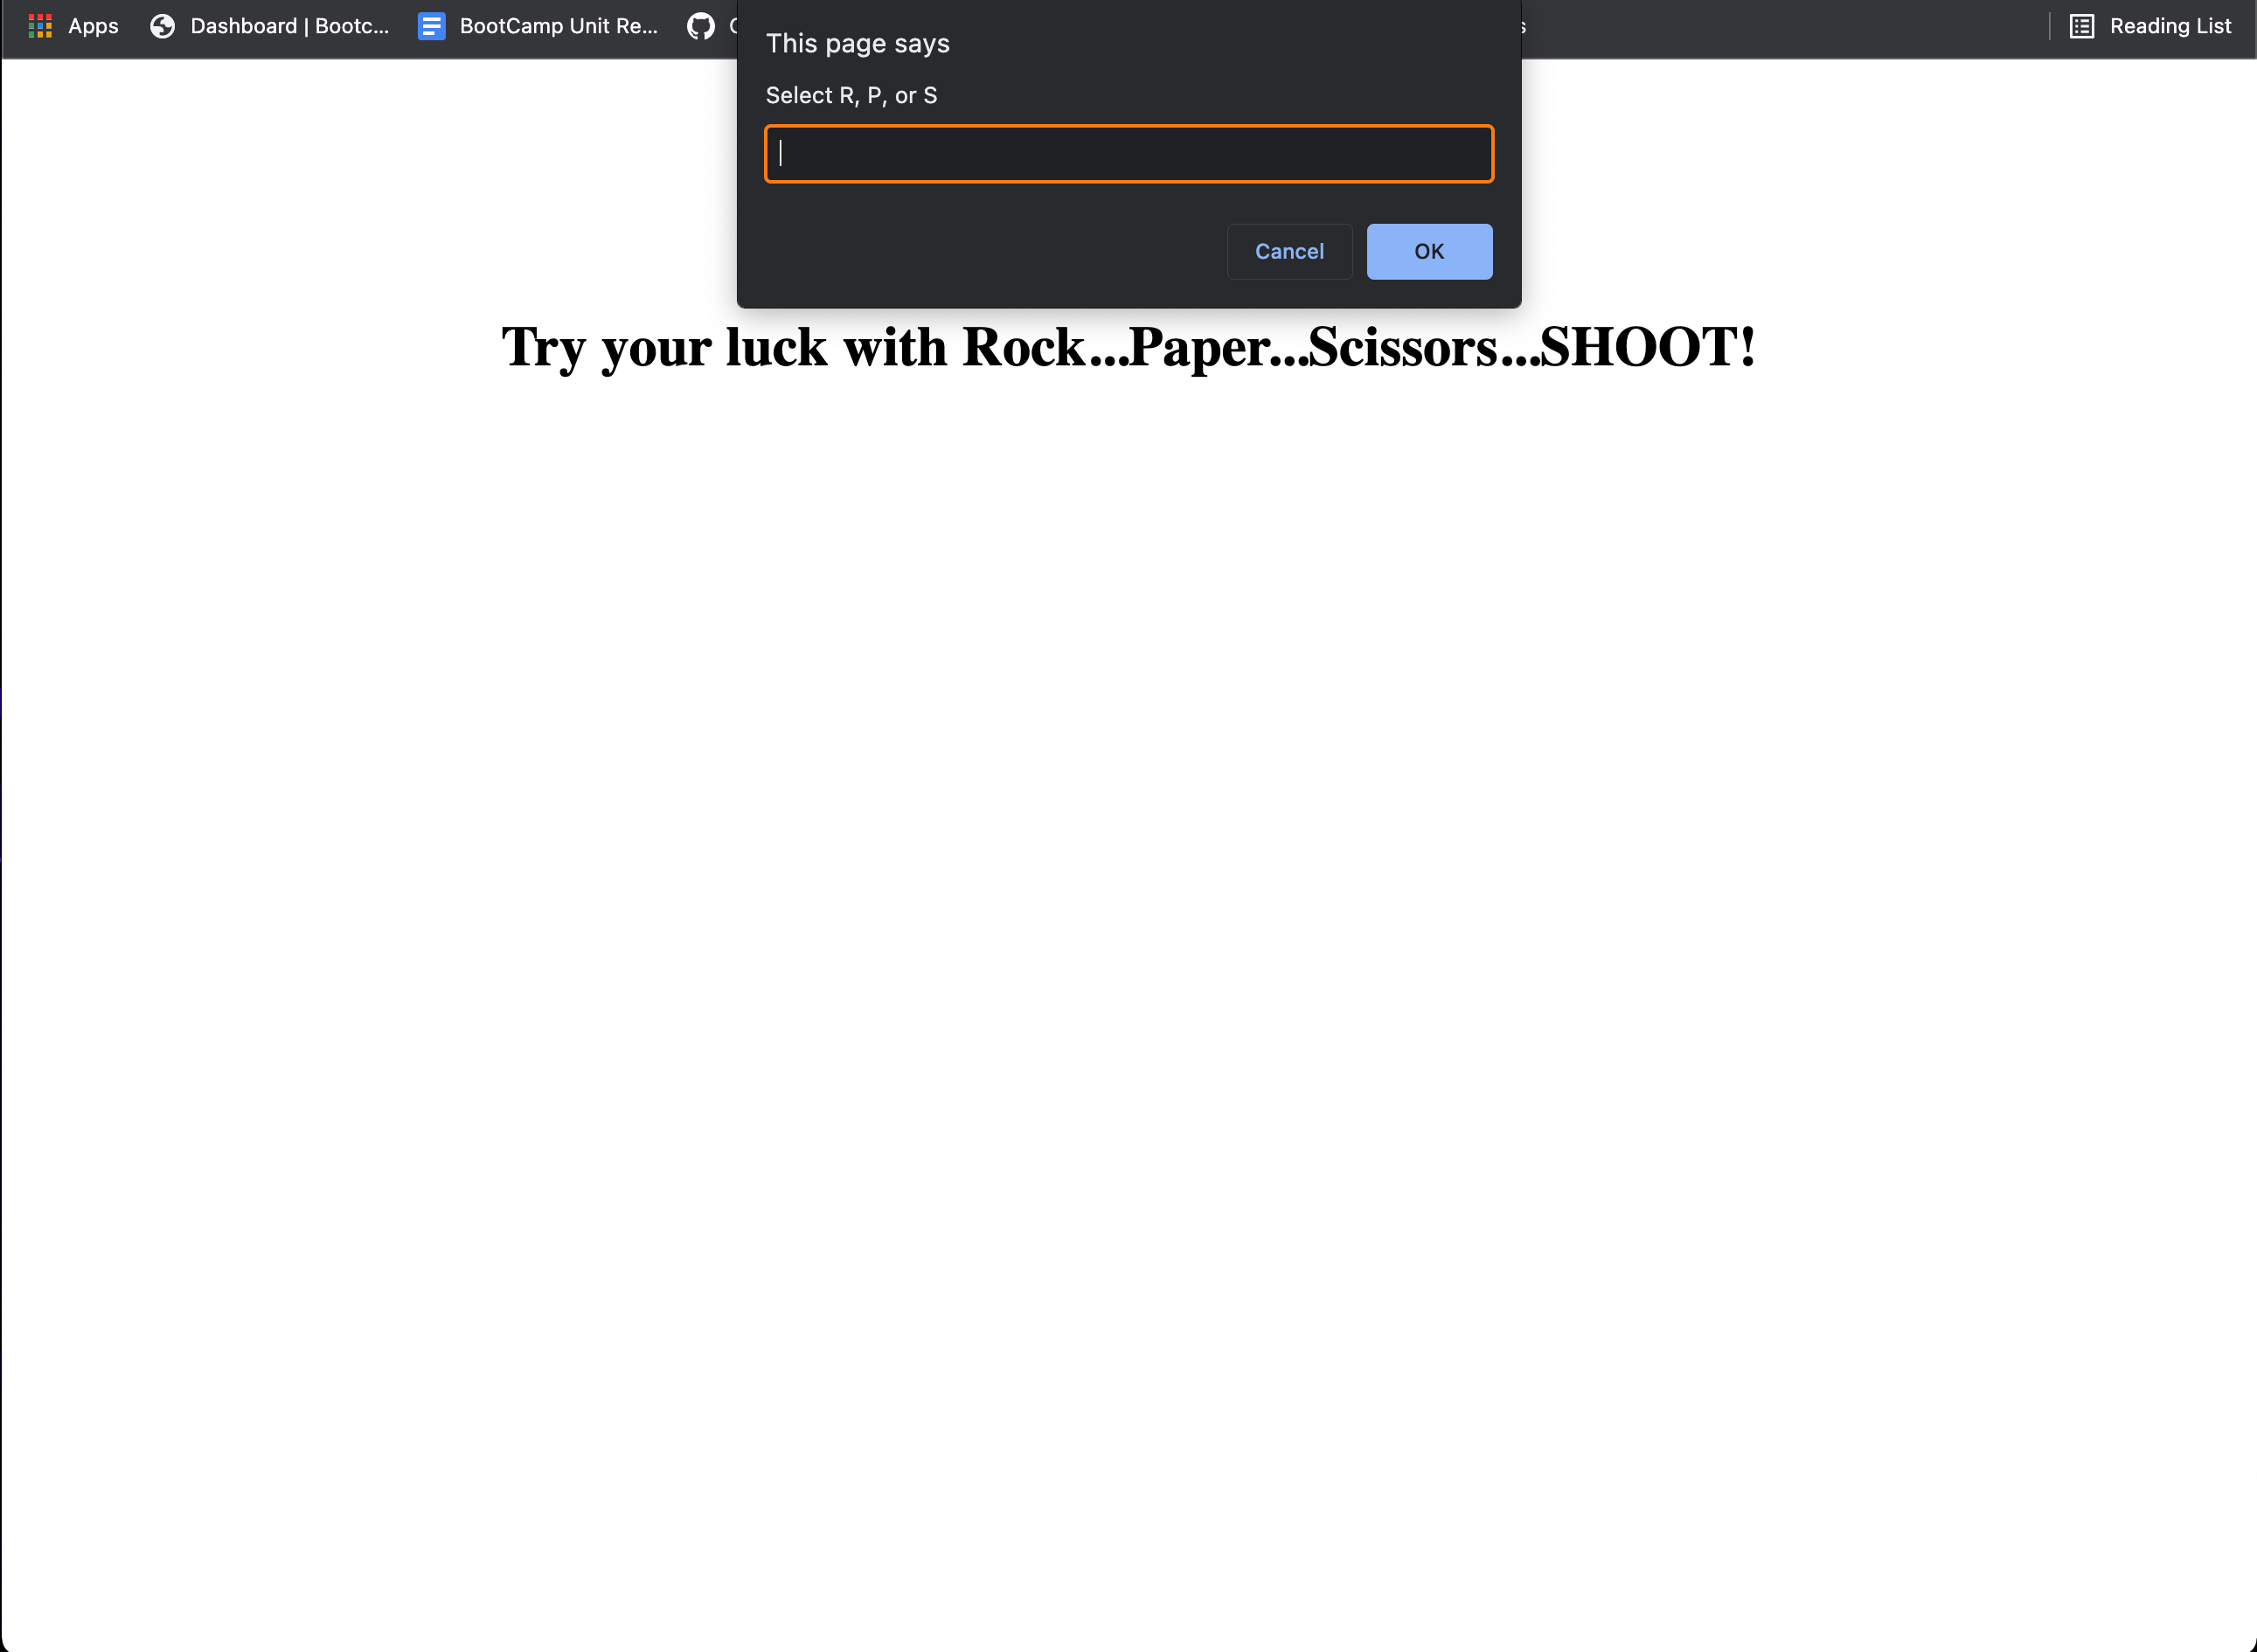 Apps Dashboard | Bootc... BootCamp Unit Re... Reading List
This page says
Select R, P, or S
Cancel OK
Try your luck with Rock...Paper...Scissors...SHOOT!